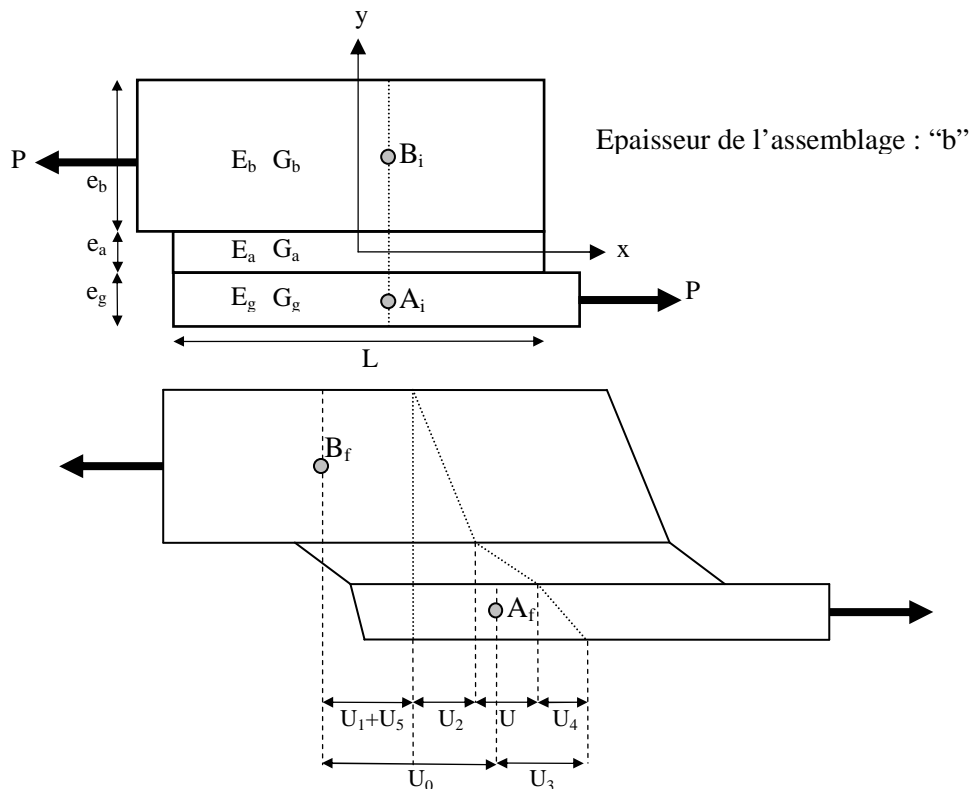 y
Epaisseur de l’assemblage : “b”
P
e_b
E_b G_b
B_i
e_a
E_a G_a
x
e_g
E_g G_g
A_i
P
L
B_f
A_f
U_1+U_5
U_2
U
U_4
U_0
U_3